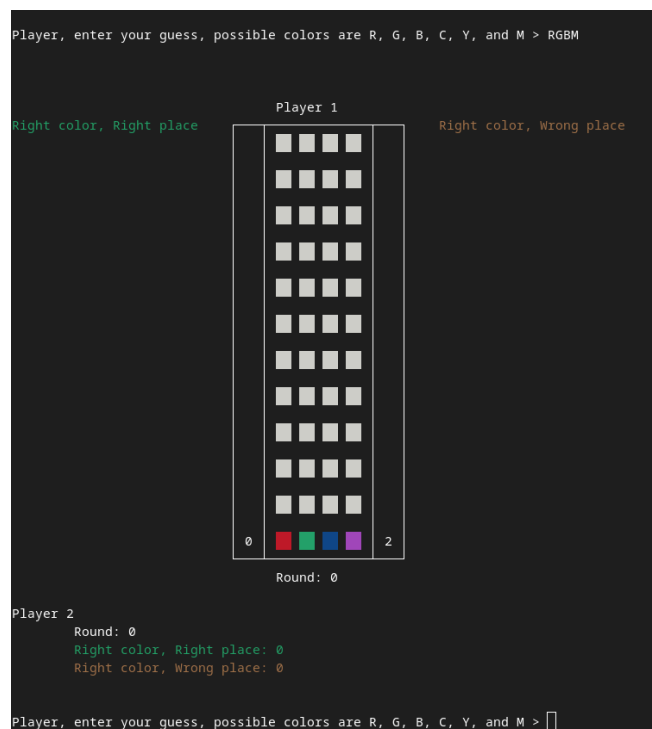 Player, enter your guess, possible colors are R, G, B, C, Y, and M > RGBM
Player 1
Right color, Right place
Right color, Wrong place
0
2
Round: 0
Player 2
Round: 0
Right color, Right place: 0
Right color, Wrong place: 0
Player, enter your guess, possible colors are R, G, B, C, Y, and M >